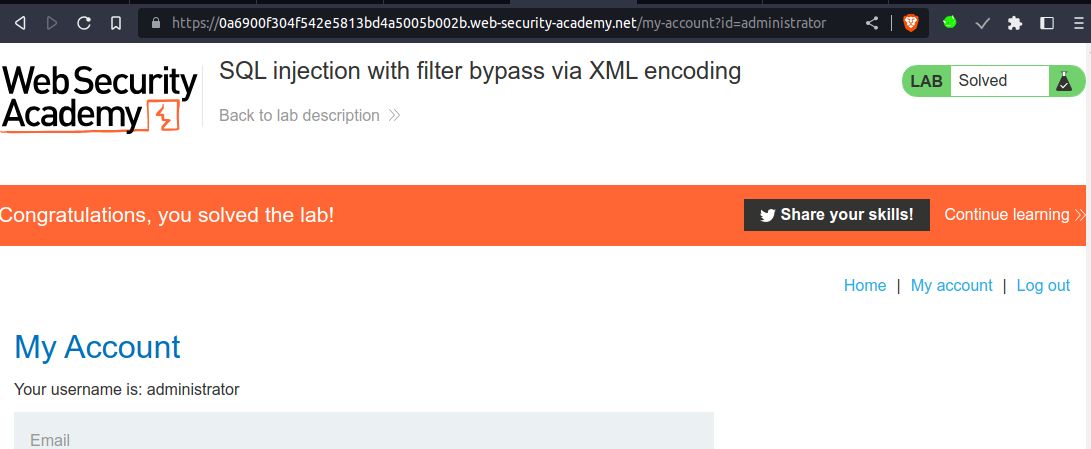 https://0a6900f304f542e5813bd4a5005b002b.web-security-academy.net/my-account?id=administrator
Web Security
Academy
SQL injection with filter bypass via XML encoding
Back to lab description
LAB Solved
Congratulations, you solved the lab!
Share your skills! Continue learning
Home | My account | Log out
My Account
Your username is: administrator
Email